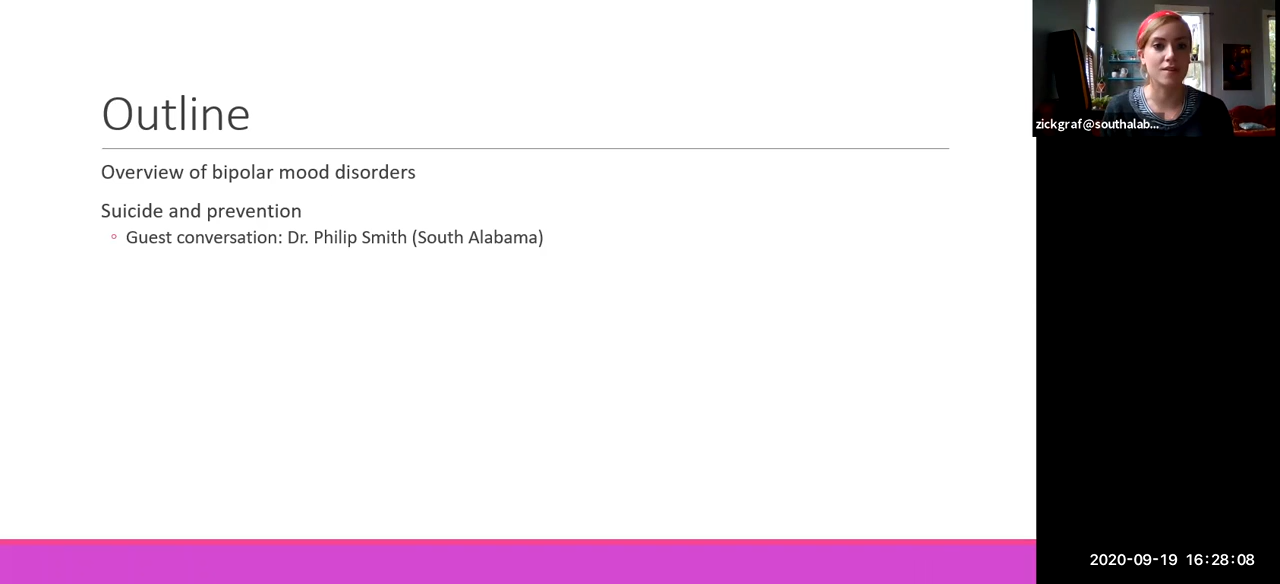 Outline
Overview of bipolar mood disorders
Suicide and prevention
◦ Guest conversation: Dr. Philip Smith (South Alabama)
zickgraf@southalab...
2020-09-19 16:28:08